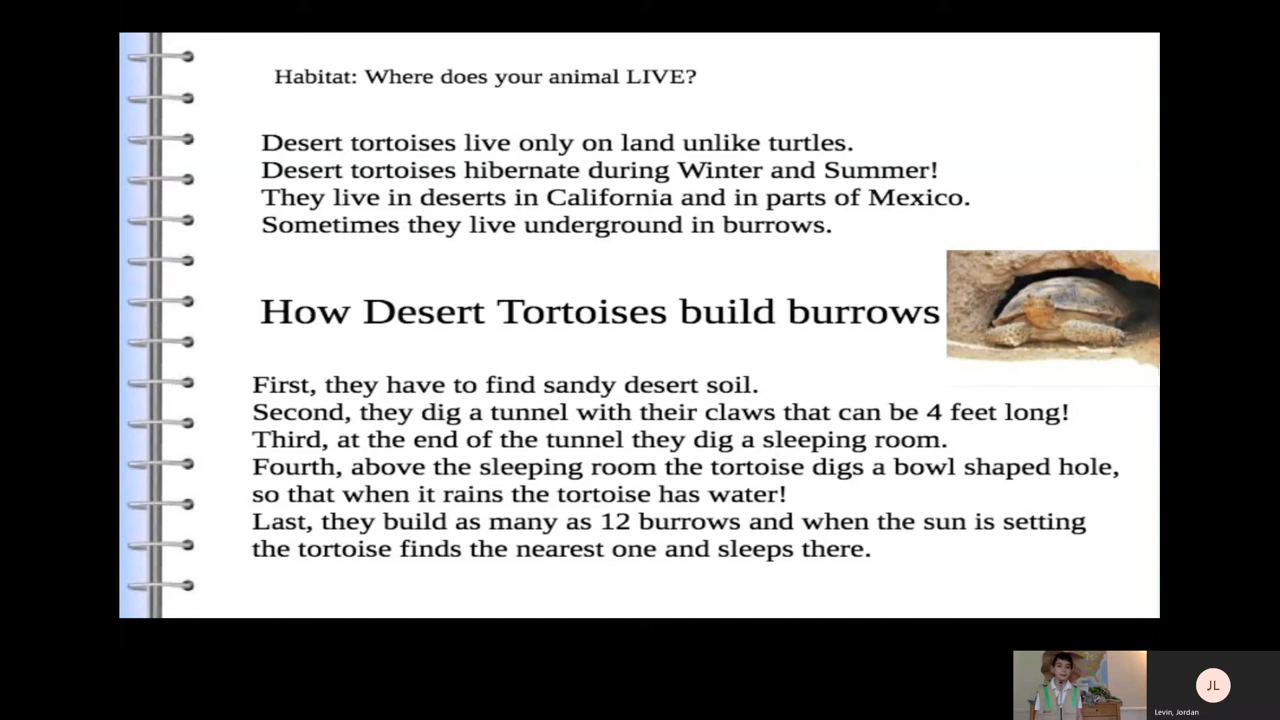 Habitat: Where does your animal LIVE?
Desert tortoises live only on land unlike turtles.
Desert tortoises hibernate during Winter and Summer!
They live in deserts in California and in parts of Mexico.
Sometimes they live underground in burrows.
How Desert Tortoises build burrows
First, they have to find sandy desert soil.
Second, they dig a tunnel with their claws that can be 4 feet long!
Third, at the end of the tunnel they dig a sleeping room.
Fourth, above the sleeping room the tortoise digs a bowl shaped hole,
so that when it rains the tortoise has water!
Last, they build as many as 12 burrows and when the sun is setting
the tortoise finds the nearest one and sleeps there.
JL
Levin, Jordan